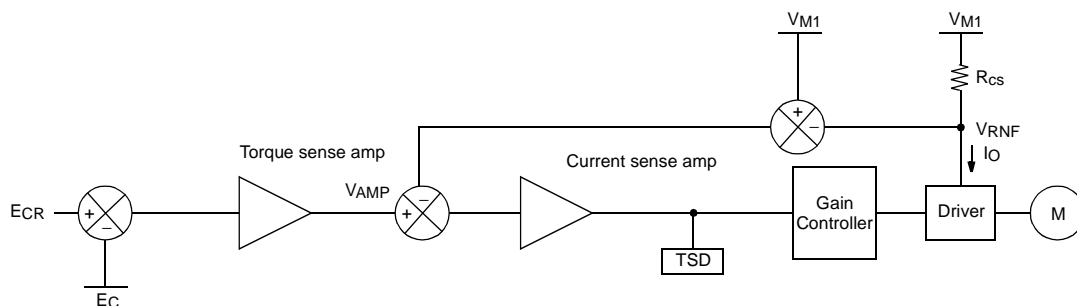 VM1
VM1
RCS
VRNF
IO
Torque sense amp
Current sense amp
VAMP
ECR
+
−
EC
+
−
+
−
Gain
Controller
Driver
M
TSD